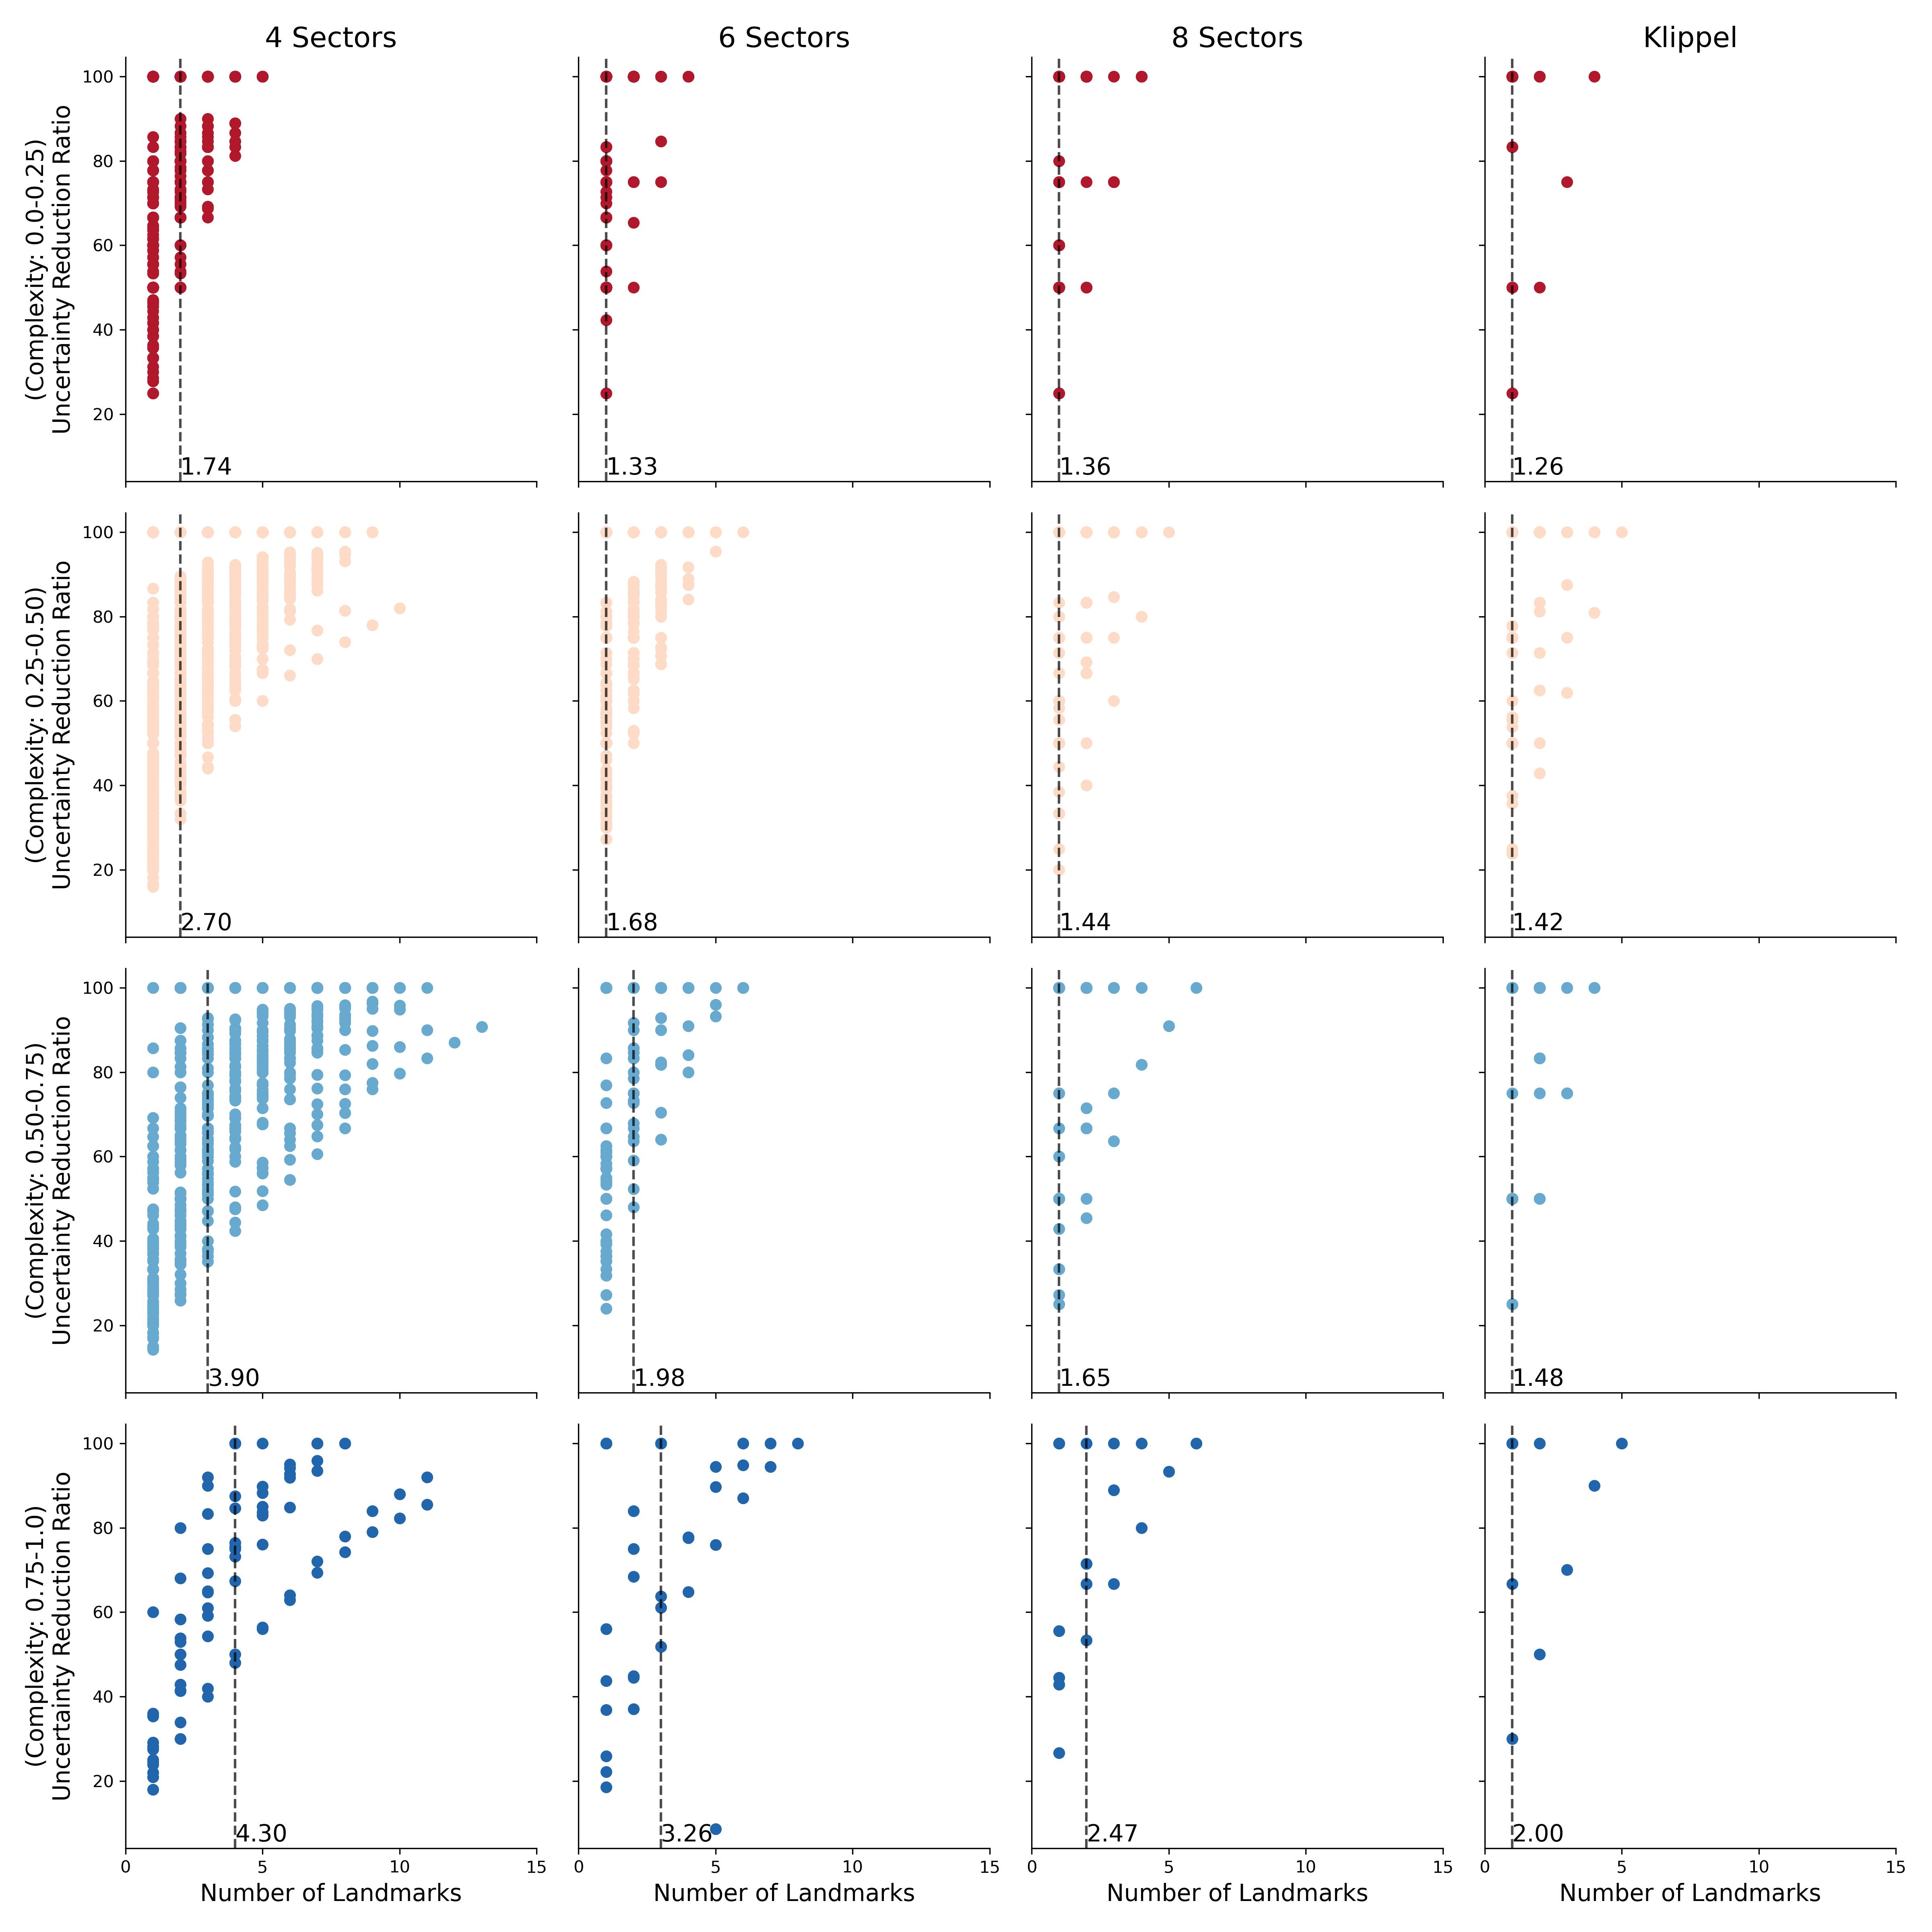 4 Sectors
6 Sectors
8 Sectors
Klippel
(Complexity: 0.0-0.25)
Uncertainty Reduction Ratio
100
80
60
40
20
1.74
1.33
1.36
1.26
(Complexity: 0.25-0.50)
Uncertainty Reduction Ratio
100
80
60
40
20
2.70
1.68
1.44
1.42
(Complexity: 0.50-0.75)
Uncertainty Reduction Ratio
100
80
60
40
20
3.90
1.98
1.65
1.48
(Complexity: 0.75-1.0)
Uncertainty Reduction Ratio
100
80
60
40
20
4.30
3.26
2.47
2.00
0 5 10 15
0 5 10 15
0 5 10 15
0 5 10 15
Number of Landmarks
Number of Landmarks
Number of Landmarks
Number of Landmarks